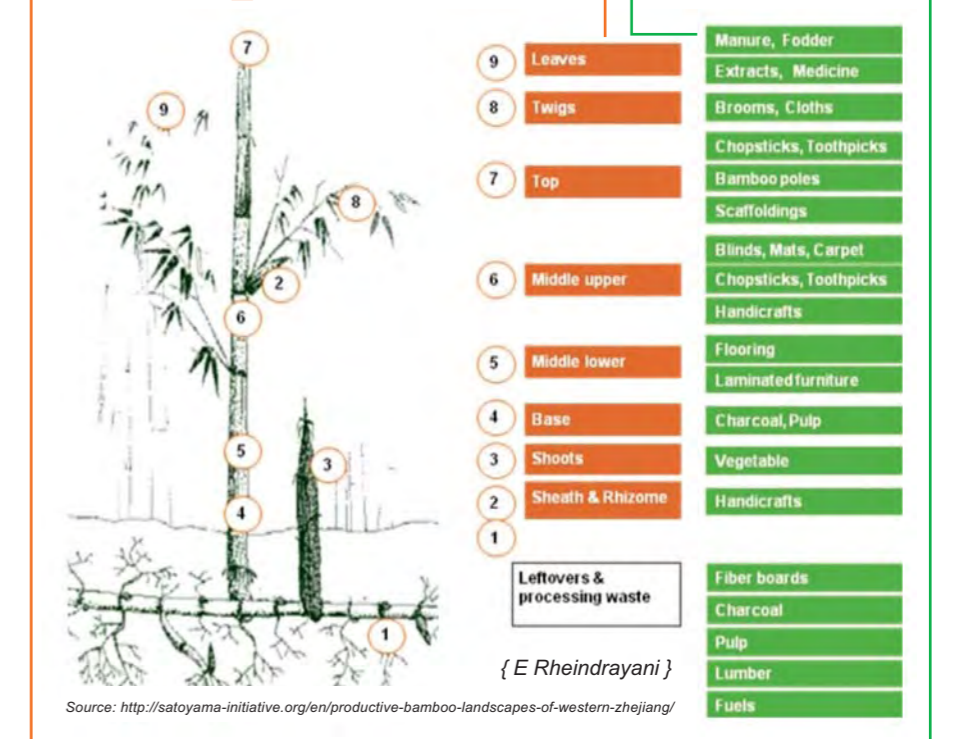 7
9
8
2
6
5
3
4
1
9
Leaves
Manure, Fodder
Extracts, Medicine
8
Twigs
Brooms, Cloths
7
Top
Chopsticks, Toothpicks
Bamboo poles
Scaffoldings
6
Middle upper
Blinds, Mats, Carpet
Chopsticks, Toothpicks
Handicrafts
5
Middle lower
Flooring
Laminated furniture
4
Base
Charcoal, Pulp
3
Shoots
Vegetable
2
Sheath & Rhizome
Handicrafts
1
Leftovers &
processing waste
Fiber boards
Charcoal
Pulp
Lumber
Fuels
{ E Rheindrayani }
Source: http://satoyama-initiative.org/en/productive-bamboo-landscapes-of-western-zhejiang/